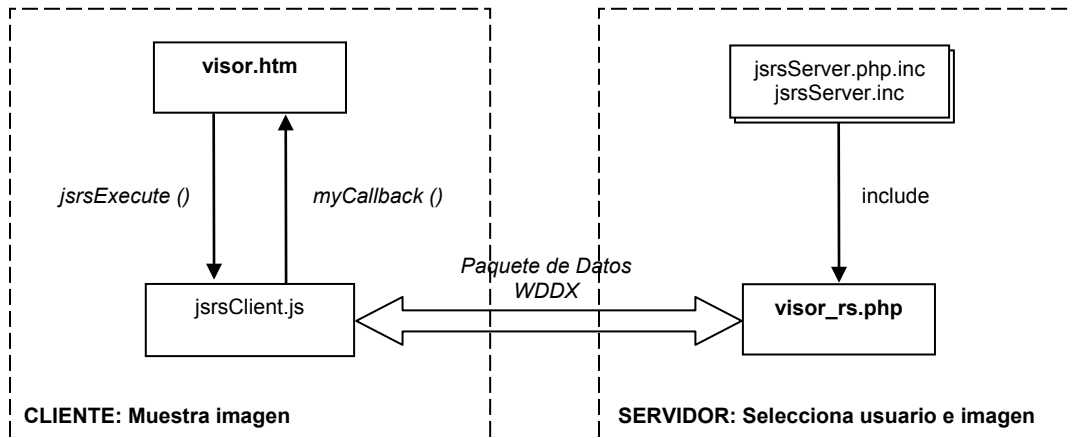 visor.htm
jsrsServer.php.inc
jsrsServer.inc
jsrsExecute ()
myCallback ()
include
Paquete de Datos
WDDX
jsrsClient.js
visor_rs.php
CLIENTE: Muestra imagen
SERVIDOR: Selecciona usuario e imagen